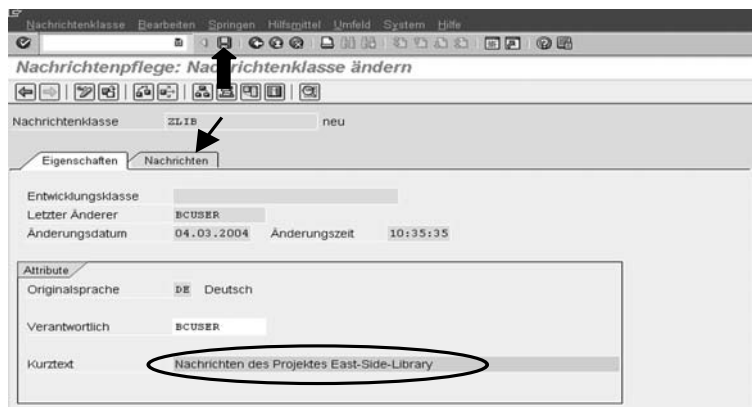 Nachrichtenklasse Bearbeiten Springen Hilfsmittel Umfeld System Hilfe
Nachrichtenpflege: Nachrichtenklasse ändern
Nachrichtenklasse ZLIB neu
Eigenschaften Nachrichten
Entwicklungsklasse
Letzter Änderer BCUSER
Änderungsdatum 04.03.2004 Änderungszeit 10:35:35
Attribute
Originalsprache DE Deutsch
Verantwortlich BCUSER
Kurztext Nachrichten des Projektes East-Side-Library